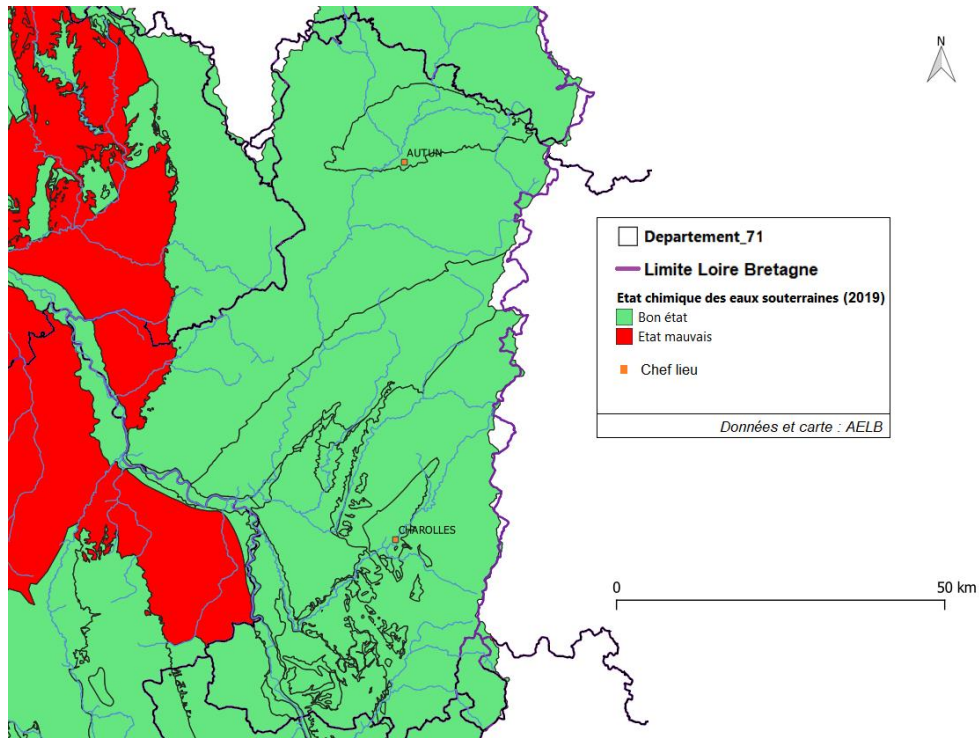 N
AUTUN
Departement_71
Limite Loire Bretagne
Etat chimique des eaux souterraines (2019)
Bon état
Etat mauvais
Chef lieu
Données et carte : AELB
CHAROLLES
0 50 km